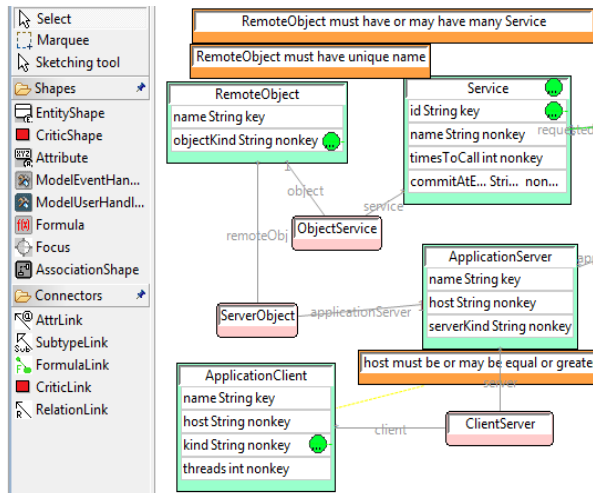 Select
Marquee
Sketching tool
Shapes
EntityShape
CriticShape
Attribute
ModelEventHan...
ModelUserHandl...
Formula
Focus
AssociationShape
Connectors
AttrLink
SubtypeLink
FormulaLink
CriticLink
RelationLink
RemoteObject must have or may have many Service
RemoteObject must have unique name
RemoteObject
name String key
objectKind String nonkey
Service
id String key
name String nonkey
requested
timesToCall int nonkey
commitAtE... Stri... non...
object
service
ObjectService
remoteObj
ApplicationServer
name String key
host String nonkey
serverKind String nonkey
applicationServer
ServerObject
host must be or may be equal or greate
server
ApplicationClient
name String key
host String nonkey
kind String nonkey
threads int nonkey
client
ClientServer